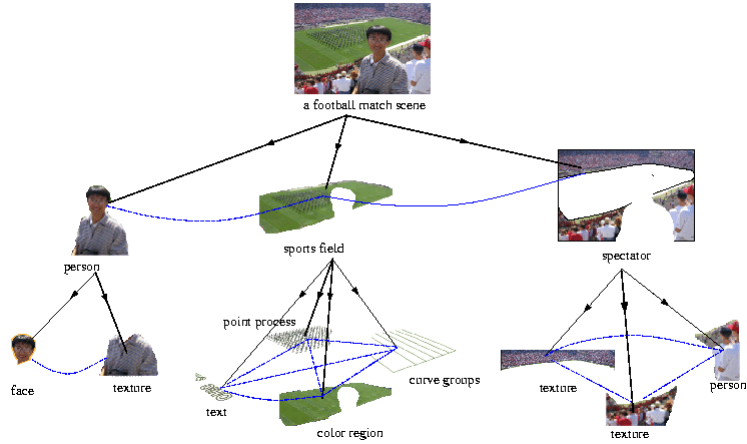 a football match scene
sports field
person
spectator
point process
face
texture
text
curve groups
color region
texture
person
texture